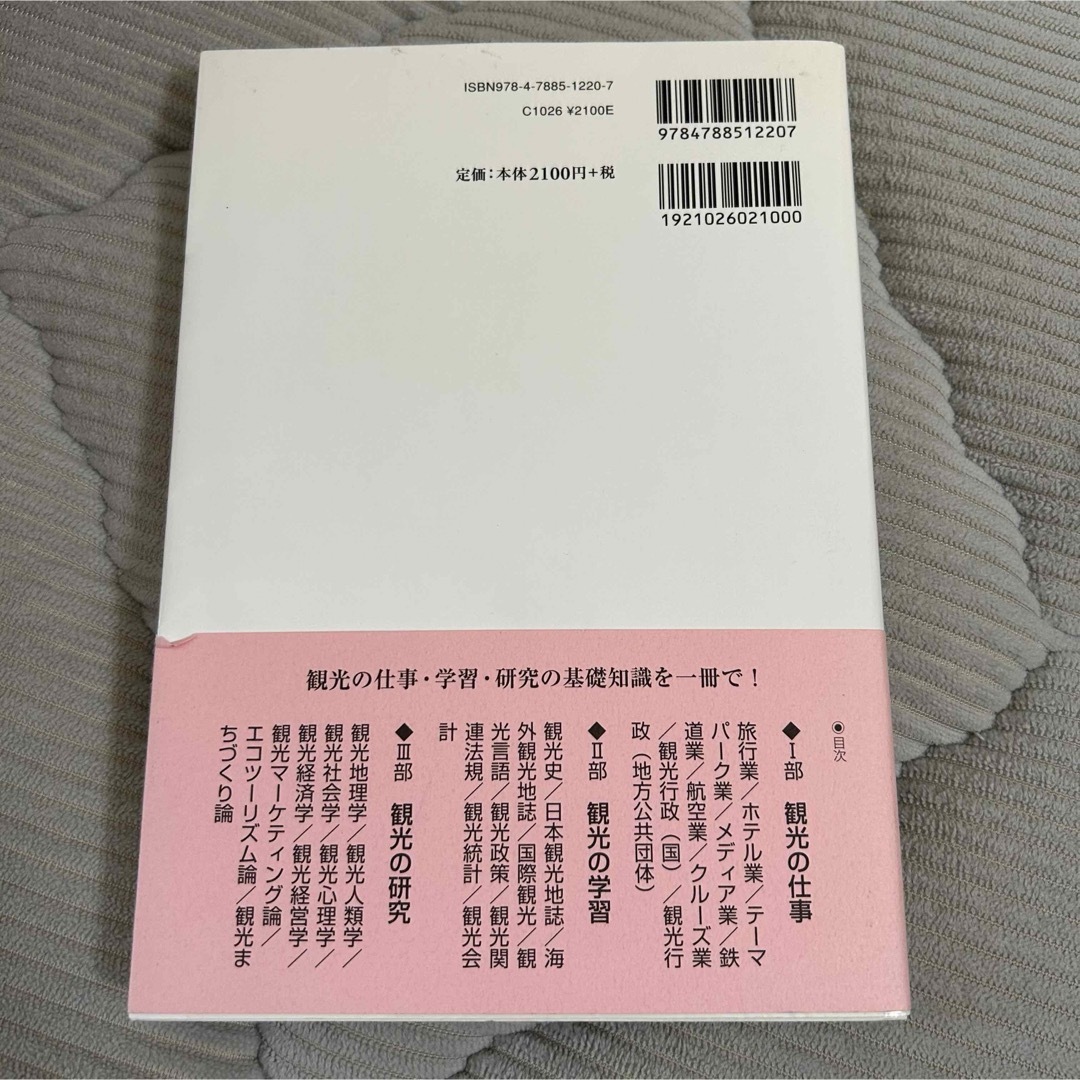 ISBN978-4-7885-1220-7
C1026 ¥2100E
定価：本体2100円＋税
9784788512207
1921026021000
観光の仕事・学習・研究の基礎知識を一冊で！
◉目次
◆Ⅰ部 観光の仕事
旅行業／ホテル業／テーマ
パーク業／メディア業／鉄
道業／航空業／クルーズ業
／観光行政（国）／観光行
政（地方公共団体）
◆Ⅱ部 観光の学習
観光史／日本観光地誌／海
外観光地誌／国際観光／観
光言語／観光政策／観光関
連法規／観光統計／観光会
計
◆Ⅲ部 観光の研究
観光地理学／観光人類学／
観光社会学／観光心理学／
観光経済学／観光経営学／
観光マーケティング論／
エコツーリズム論／観光ま
ちづくり論